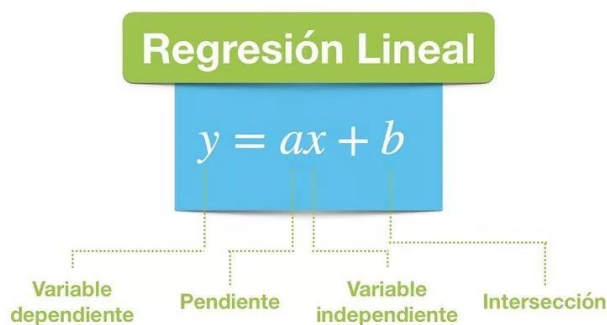 Regresión Lineal
y = ax + b
Variable
dependiente
Pendiente
Variable
independiente
Intersección